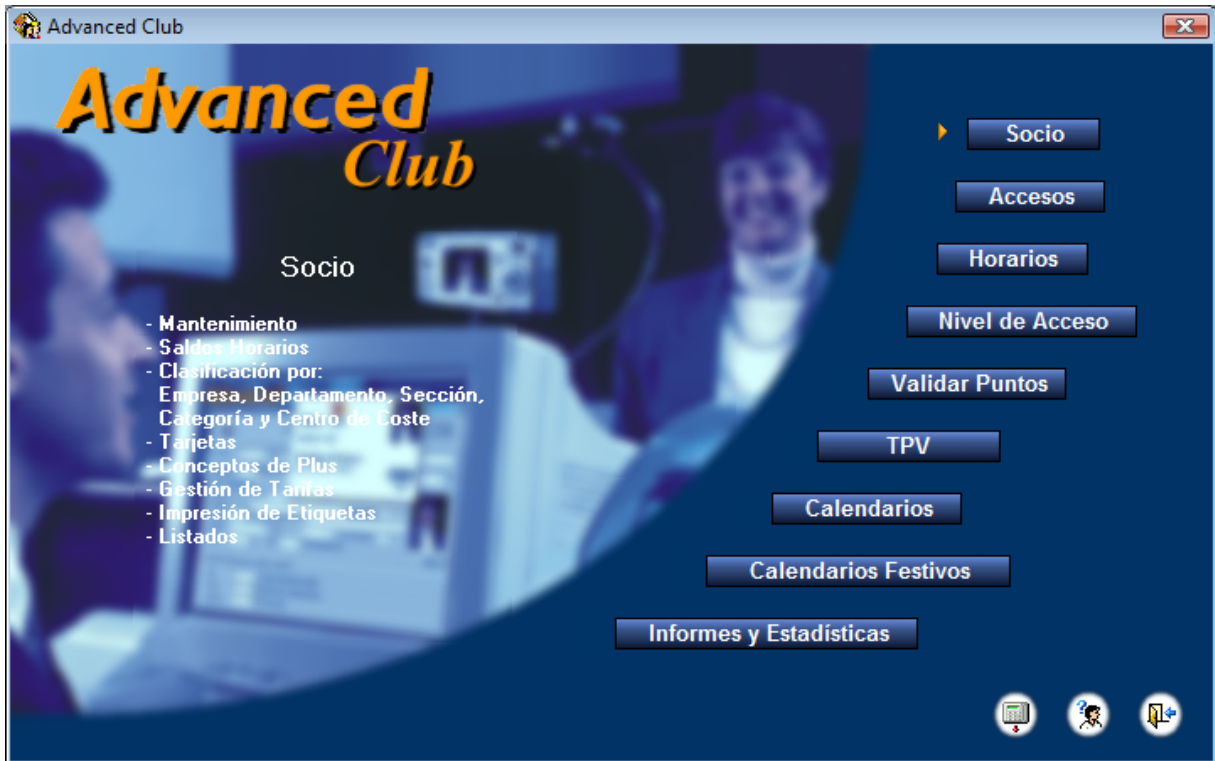 Advanced Club
Advanced
Club
Socio
- Mantenimiento
- Saldos Horarios
- Clasificación por:
Empresa, Departamento, Sección,
Categoría y Centro de Coste
- Tarjetas
- Conceptos de Plus
- Gestión de Tarifas
- Impresión de Etiquetas
- Listados
Socio
Accesos
Horarios
Nivel de Acceso
Validar Puntos
TPV
Calendarios
Calendarios Festivos
Informes y Estadísticas